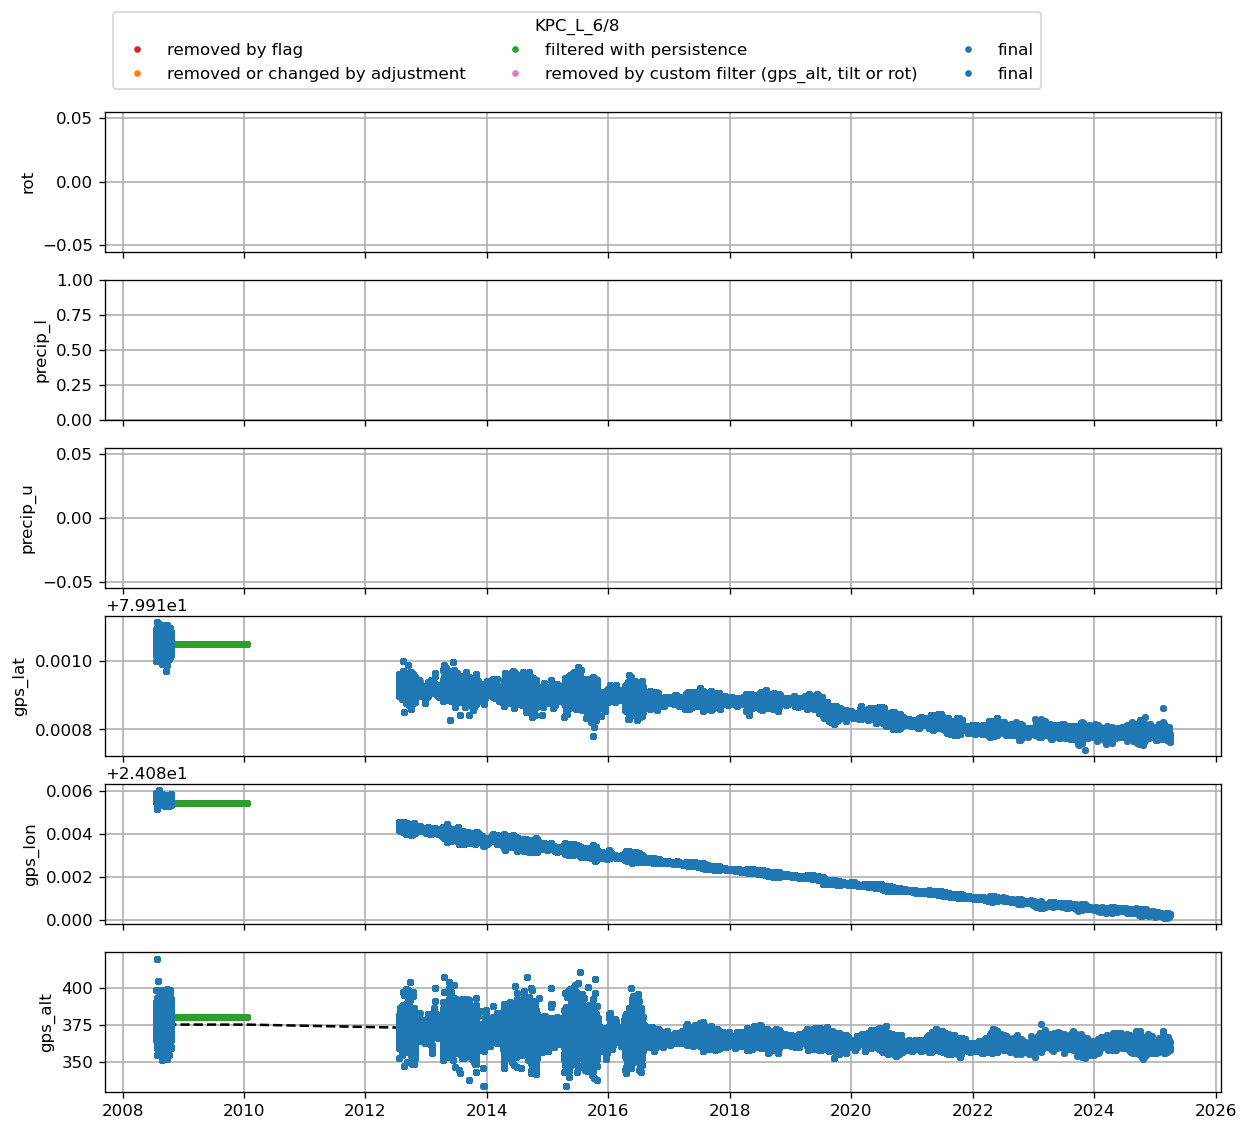 KPC_L_6/8
removed by flag
filtered with persistence
final
removed or changed by adjustment
removed by custom filter (gps_alt, tilt or rot)
final
0.05
0.00
−0.05
rot
1.00
0.75
0.50
0.25
0.00
precip_l
0.05
0.00
−0.05
precip_u
+7.991e1
0.0010
0.0008
gps_lat
+2.408e1
0.006
0.004
0.002
0.000
gps_lon
400
375
350
gps_alt
2008 2010 2012 2014 2016 2018 2020 2022 2024 2026